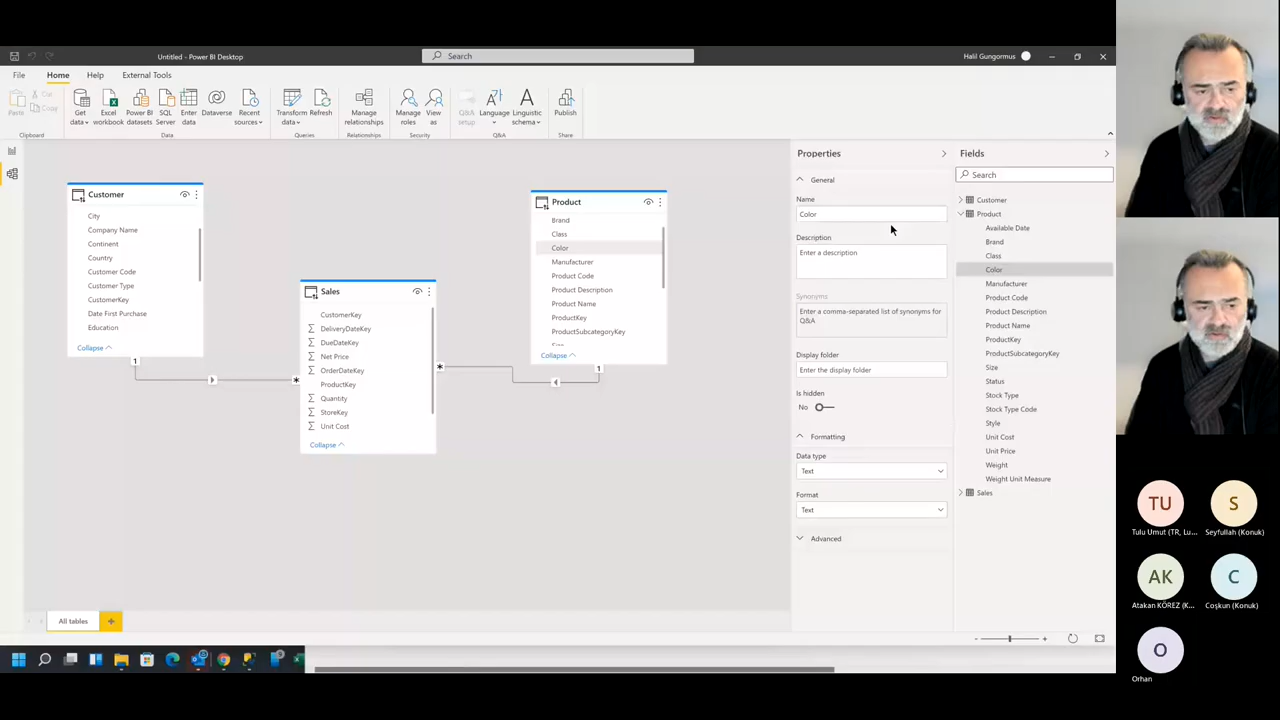 Untitled - Power BI Desktop
Search
Halil Gungormus
File
Home
Help
External Tools
Paste
Cut
Copy
Get data
Excel workbook
Power BI datasets
SQL Server
Enter data
Dataverse
Recent sources
Transform data
Refresh
Manage relationships
Manage roles
View as
Q&A setup
Language
Linguistic schema
Publish
Clipboard
Data
Queries
Relationships
Security
Q&A
Share
Customer
City
Company Name
Continent
Country
Customer Code
Customer Type
CustomerKey
Date First Purchase
Education
Collapse
1
*
Sales
CustomerKey
DeliveryDateKey
DueDateKey
Net Price
OrderDateKey
ProductKey
Quantity
StoreKey
Unit Cost
Collapse
*
1
Product
Brand
Class
Color
Manufacturer
Product Code
Product Description
Product Name
ProductKey
ProductSubcategoryKey
Size
Collapse
Properties
General
Name
Color
Description
Enter a description
Synonyms
Enter a comma-separated list of synonyms for
Q&A
Display folder
Enter the display folder
Is hidden
No
Formatting
Data type
Text
Format
Text
Advanced
Fields
Search
Customer
Product
Available Date
Brand
Class
Color
Manufacturer
Product Code
Product Description
Product Name
ProductKey
ProductSubcategoryKey
Size
Status
Stock Type
Stock Type Code
Style
Unit Cost
Unit Price
Weight
Weight Unit Measure
Sales
All tables
TU
Tulu Umut (TR, Lu...
S
Seyfullah (Konuk)
AK
Atakan KÖREZ (K...
C
Coşkun (Konuk)
O
Orhan